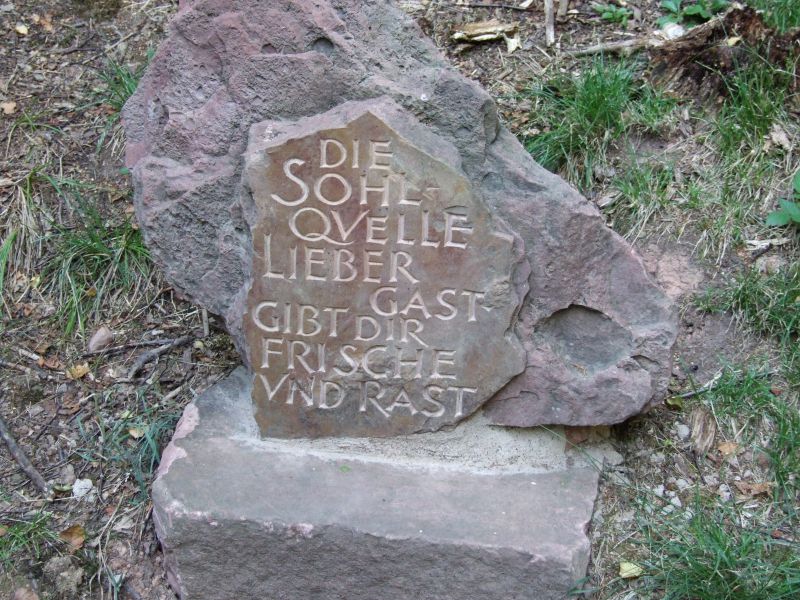 DIE
SOHL-
QVELLE
LIEBER
GAST-
GIBT DIR
FRISCHE
VND RAST